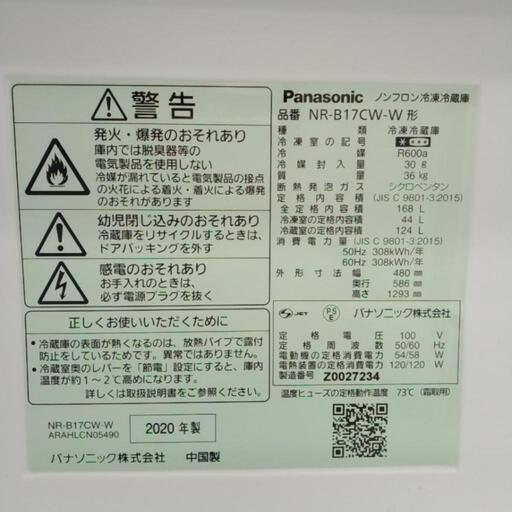 警告
発火・爆発のおそれあり
庫内では脱臭器等の
電気製品を使用しない
冷媒が漏れていると電気製品の接点
の火花による着火・着火による爆発
のおそれがあります
幼児閉じ込みのおそれあり
冷蔵庫をリサイクルするときは、
ドアパッキングを外す
感電のおそれあり
お手入れのときは、
必ず電源プラグを抜く
正しくお使いいただくために
・冷蔵庫の表面が熱くなるのは、放熱パイプで露付
防止をしているためです。異常ではありません。
・冷蔵室奥のレバーを「節電」設定にすると、庫内
温度が約1～2℃高めになります。
詳しくは取扱説明書をご参照ください。
NR-B17CW-W
ARAHLCN05490
2020年製
パナソニック株式会社 中国製
Panasonic ノンフロン冷凍冷蔵庫
品番 NR-B17CW-W 形
種類 冷凍冷蔵庫
冷凍室の記号
冷媒 R600a
冷媒封入量 30 g
質量 36 kg
断熱発泡ガス シクロペンタン
定格内容積 (JIS C 9801-3:2015)
全定格内容積 168 L
冷凍室の定格内容積 44 L
冷蔵室の定格内容積 124 L
消費電力量 (JIS C 9801-3:2015)
50Hz 308kWh/年
60Hz 308kWh/年
外形寸法 幅 480 mm
奥行 586 mm
高さ 1293 mm
JET PSE パナソニック株式会社
定格電圧 100 V
定格周波数 50/60 Hz
電動機の定格消費電力 54/58 W
電熱装置の定格消費電力 120/120 W
製造番号 Z0027234
温度ヒューズの定格動作温度 73℃ (霜取用)